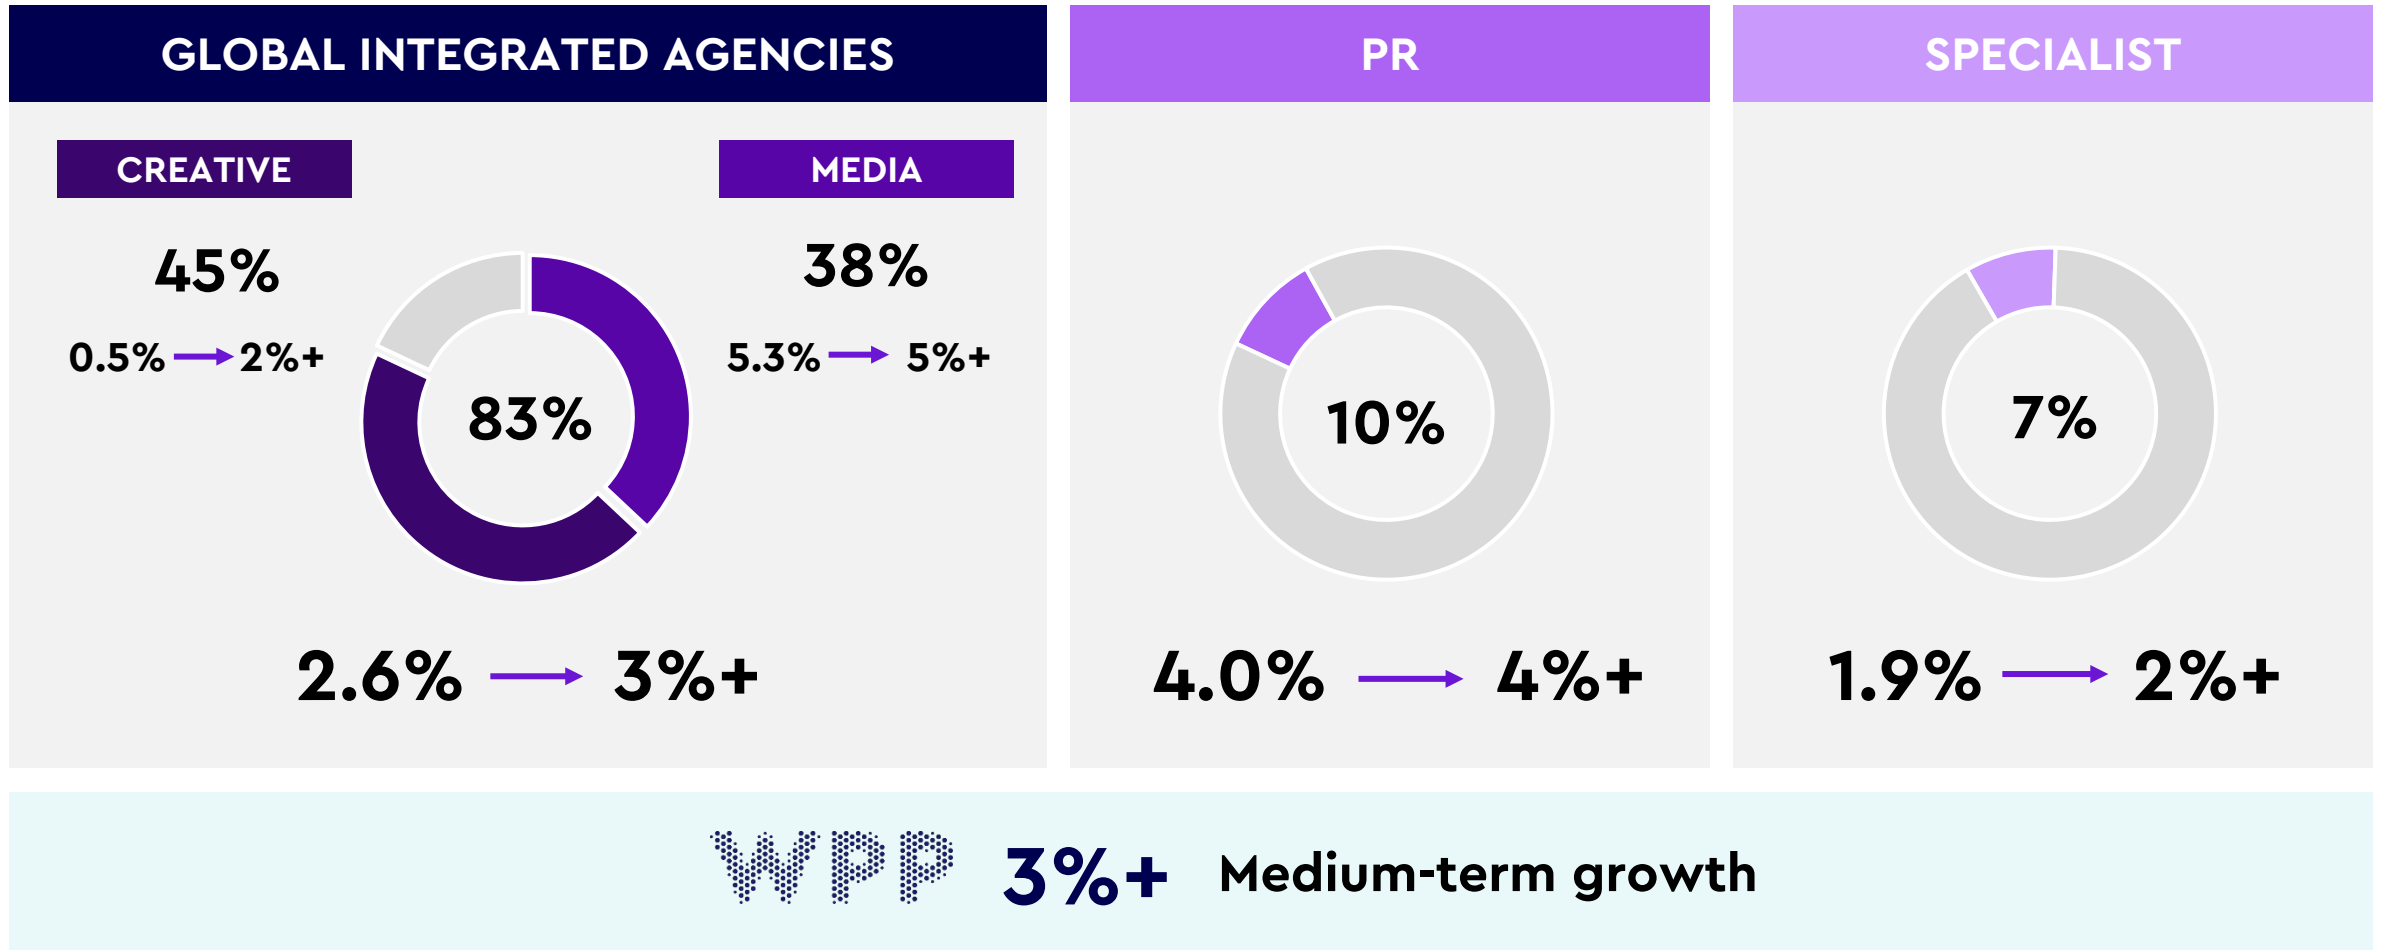 GLOBAL INTEGRATED AGENCIES
CREATIVE
45%
0.5% 2%+
MEDIA
38%
5.3% 5%+
83%
2.6% 3%+
PR
10%
4.0% 4%+
SPECIALIST
7%
1.9% 2%+
WPP 3%+ Medium-term growth